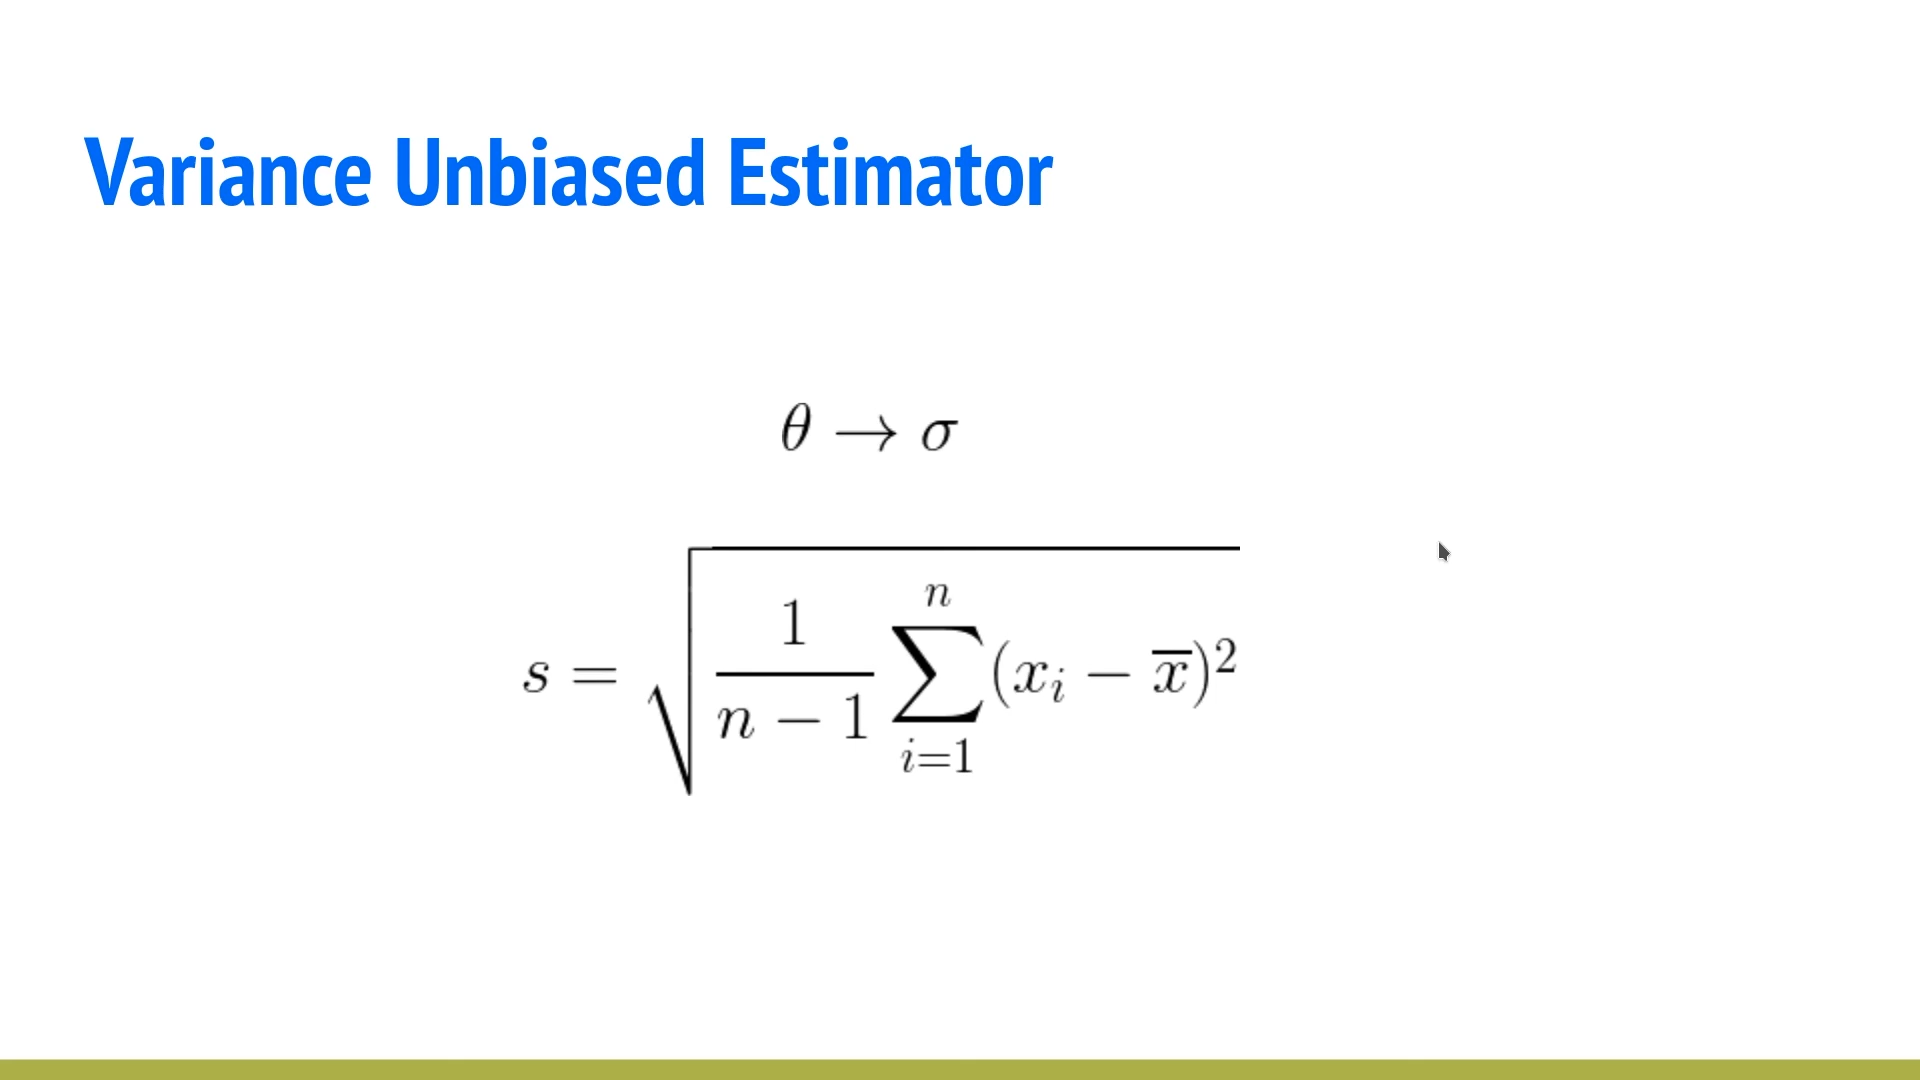 Variance Unbiased Estimator
θ → σ
s = √(1/(n − 1) ∑_{i=1}^{n} (x_i − x̅)²)